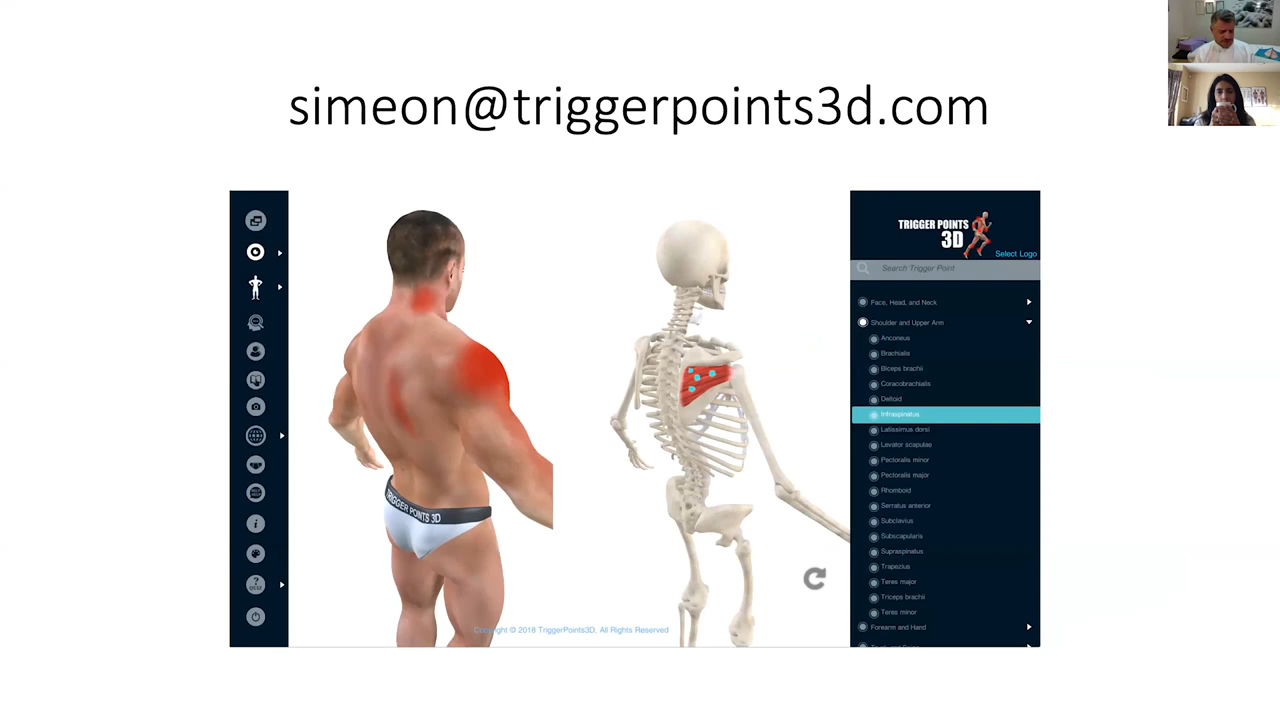 simeon@triggerpoints3d.com
TRIGGER POINTS
3D
Select Logo
Search Trigger Point
Face, Head, and Neck
Shoulder and Upper Arm
Anconeus
Brachialis
Biceps brachii
Coracobrachialis
Deltoid
Infraspinatus
Latissimus dorsi
Levator scapulae
Pectoralis minor
Pectoralis major
Rhomboid
Serratus anterior
Subclavius
Subscapularis
Supraspinatus
Trapezius
Teres major
Triceps brachii
Teres minor
Forearm and Hand
TRIGGER POINTS 3D
Copyright © 2018 TriggerPoints3D, All Rights Reserved